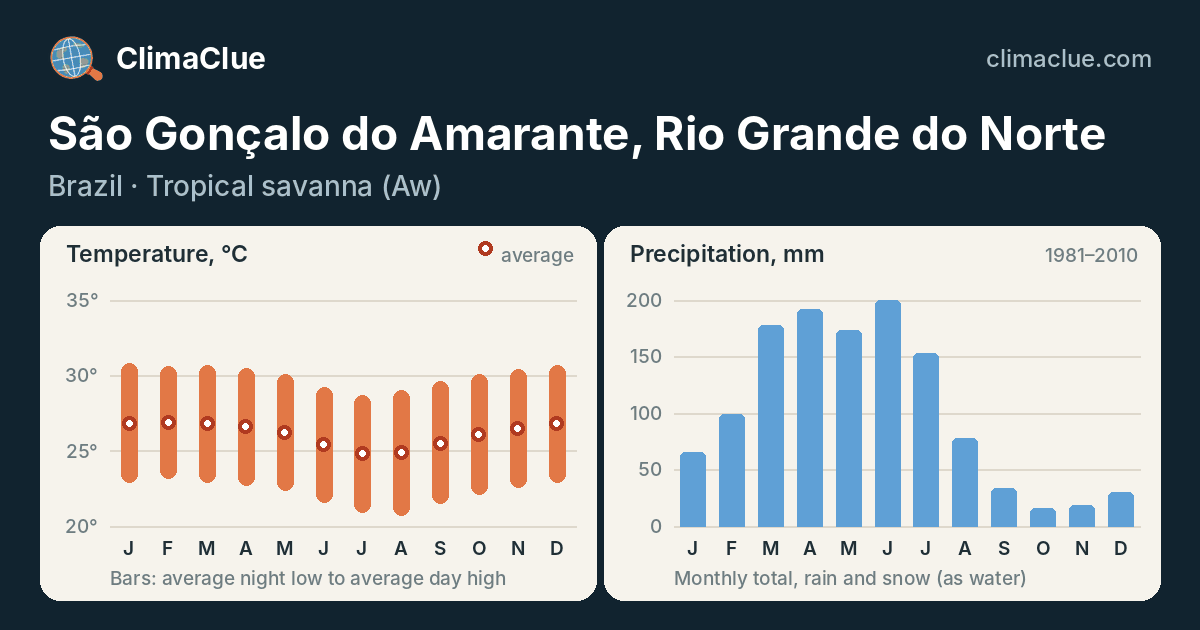 ClimaClue
climaclue.com
São Gonçalo do Amarante, Rio Grande do Norte
Brazil · Tropical savanna (Aw)
Temperature, °C
average
35°
30°
25°
20°
J F M A M J J A S O N D
Bars: average night low to average day high
Precipitation, mm
1981–2010
200
150
100
50
0
J F M A M J J A S O N D
Monthly total, rain and snow (as water)